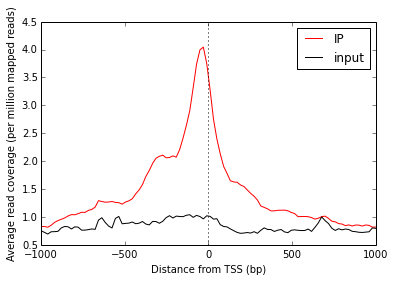 Average read coverage (per million mapped reads)
4.5
4.0
3.5
3.0
2.5
2.0
1.5
1.0
0.5
IP
input
−1000 −500 0 500 1000
Distance from TSS (bp)